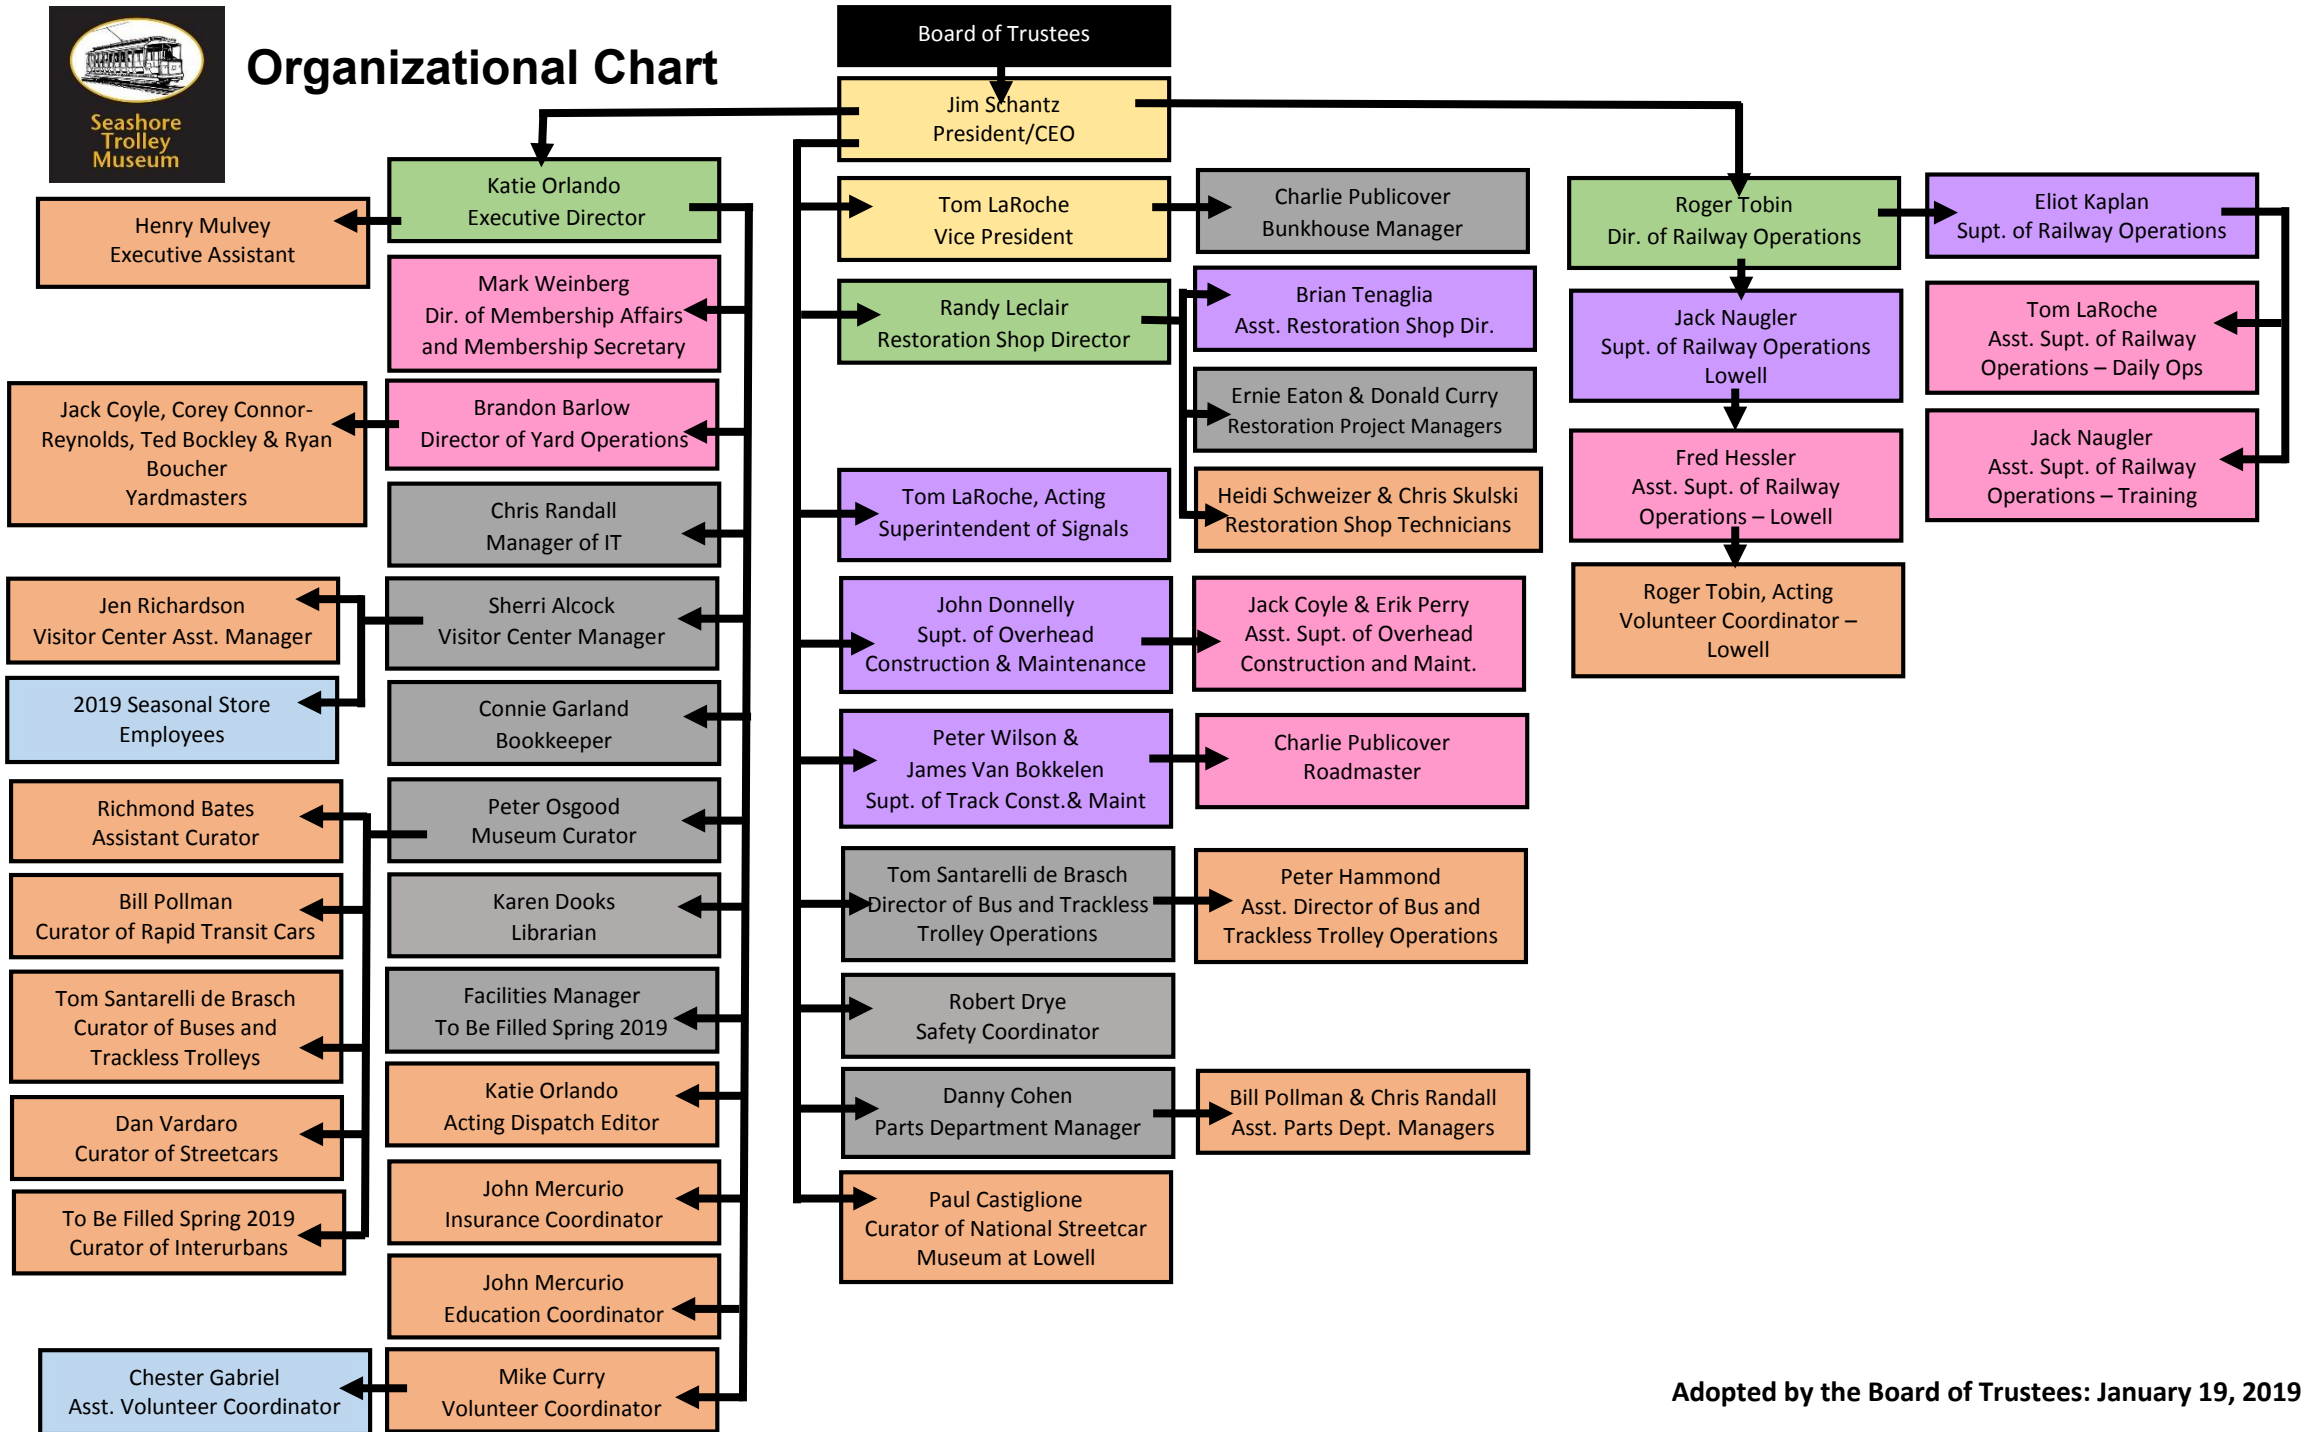 Seashore
Trolley
Museum
Organizational Chart
Board of Trustees
Jim Schantz
President/CEO
Katie Orlando
Executive Director
Henry Mulvey
Executive Assistant
Mark Weinberg
Dir. of Membership Affairs
and Membership Secretary
Brandon Barlow
Director of Yard Operations
Jack Coyle, Corey Connor-
Reynolds, Ted Bockley & Ryan
Boucher
Yardmasters
Chris Randall
Manager of IT
Sherri Alcock
Visitor Center Manager
Jen Richardson
Visitor Center Asst. Manager
2019 Seasonal Store
Employees
Connie Garland
Bookkeeper
Peter Osgood
Museum Curator
Richmond Bates
Assistant Curator
Bill Pollman
Curator of Rapid Transit Cars
Tom Santarelli de Brasch
Curator of Buses and
Trackless Trolleys
Dan Vardaro
Curator of Streetcars
To Be Filled Spring 2019
Curator of Interurbans
Karen Dooks
Librarian
Facilities Manager
To Be Filled Spring 2019
Katie Orlando
Acting Dispatch Editor
John Mercurio
Insurance Coordinator
John Mercurio
Education Coordinator
Mike Curry
Volunteer Coordinator
Chester Gabriel
Asst. Volunteer Coordinator
Tom LaRoche
Vice President
Charlie Publicover
Bunkhouse Manager
Randy Leclair
Restoration Shop Director
Brian Tenaglia
Asst. Restoration Shop Dir.
Ernie Eaton & Donald Curry
Restoration Project Managers
Heidi Schweizer & Chris Skulski
Restoration Shop Technicians
Tom LaRoche, Acting
Superintendent of Signals
John Donnelly
Supt. of Overhead
Construction & Maintenance
Jack Coyle & Erik Perry
Asst. Supt. of Overhead
Construction and Maint.
Peter Wilson &
James Van Bokkelen
Supt. of Track Const.& Maint
Charlie Publicover
Roadmaster
Tom Santarelli de Brasch
Director of Bus and Trackless
Trolley Operations
Peter Hammond
Asst. Director of Bus and
Trackless Trolley Operations
Robert Drye
Safety Coordinator
Danny Cohen
Parts Department Manager
Bill Pollman & Chris Randall
Asst. Parts Dept. Managers
Paul Castiglione
Curator of National Streetcar
Museum at Lowell
Roger Tobin
Dir. of Railway Operations
Eliot Kaplan
Supt. of Railway Operations
Tom LaRoche
Asst. Supt. of Railway
Operations – Daily Ops
Jack Naugler
Asst. Supt. of Railway
Operations – Training
Jack Naugler
Supt. of Railway Operations
Lowell
Fred Hessler
Asst. Supt. of Railway
Operations – Lowell
Roger Tobin, Acting
Volunteer Coordinator –
Lowell
Adopted by the Board of Trustees: January 19, 2019